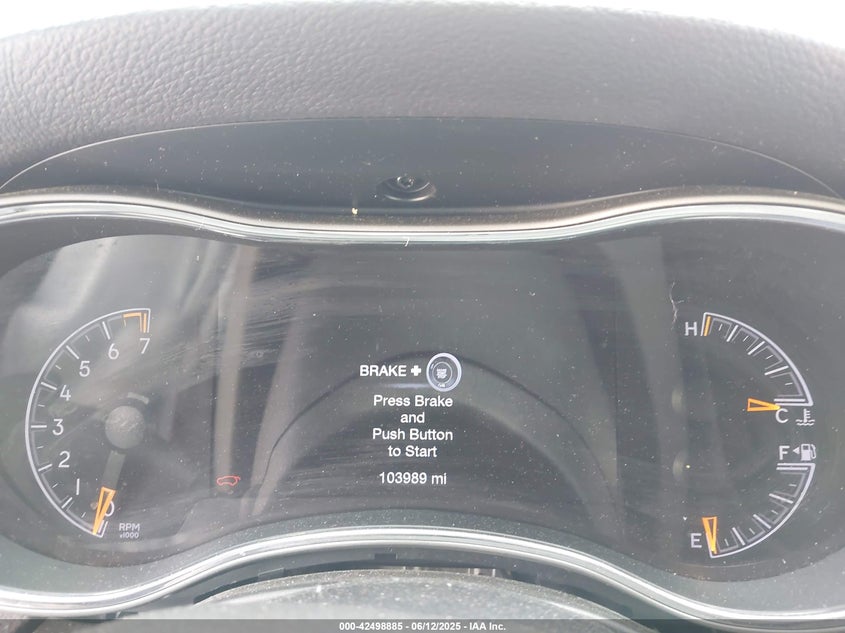 BRAKE +
Press Brake
and
Push Button
to Start
103989 mi
7
6
5
4
3
2
1
0
RPM
x1000
H
C
F
E
000-42498885 - 06/12/2025 - IAA Inc.